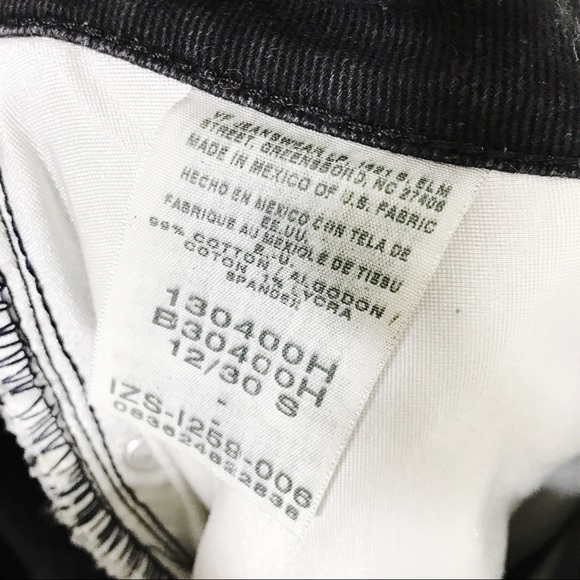 VF JEANSWEAR LP, 1421 S. ELM
STREET, GREENSBORO, NC 27406
MADE IN MEXICO OF U.S. FABRIC
HECHO EN MEXICO CON TELA DE
EE.UU.
FABRIQUE AU MEXIQUE DE TISSU
E.-U.
99% COTTON / ALGODON /
COTON, 1% LYCRA
SPANDEX
130400H
B30400H
12/30 S
-
IZS-1259-006